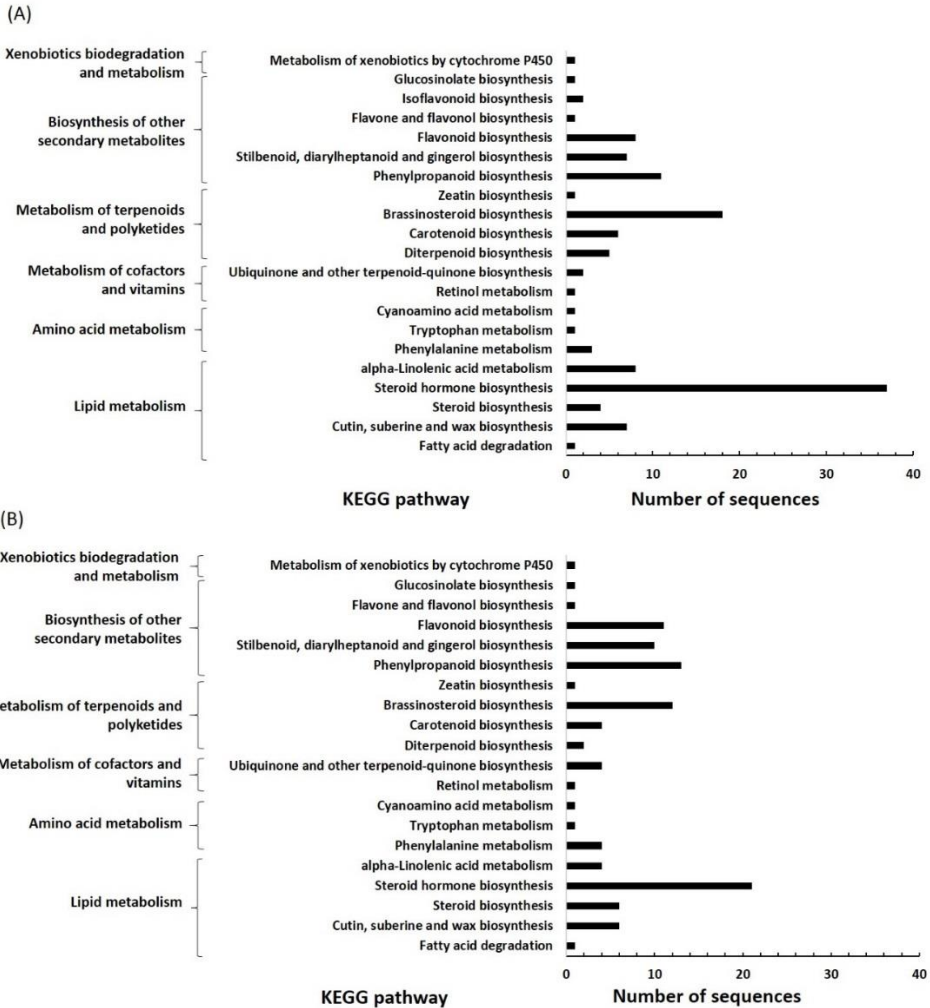 (A)
Xenobiotics biodegradation
and metabolism
Biosynthesis of other
secondary metabolites
Metabolism of terpenoids
and polyketides
Metabolism of cofactors
and vitamins
Amino acid metabolism
Lipid metabolism
Metabolism of xenobiotics by cytochrome P450
Glucosinolate biosynthesis
Isoflavonoid biosynthesis
Flavone and flavonol biosynthesis
Flavonoid biosynthesis
Stilbenoid, diarylheptanoid and gingerol biosynthesis
Phenylpropanoid biosynthesis
Zeatin biosynthesis
Brassinosteroid biosynthesis
Carotenoid biosynthesis
Diterpenoid biosynthesis
Ubiquinone and other terpenoid-quinone biosynthesis
Retinol metabolism
Cyanoamino acid metabolism
Tryptophan metabolism
Phenylalanine metabolism
alpha-Linolenic acid metabolism
Steroid hormone biosynthesis
Steroid biosynthesis
Cutin, suberine and wax biosynthesis
Fatty acid degradation
0 10 20 30 40
KEGG pathway
Number of sequences
(B)
Xenobiotics biodegradation
and metabolism
Biosynthesis of other
secondary metabolites
etabolism of terpenoids and
polyketides
Metabolism of cofactors and
vitamins
Amino acid metabolism
Lipid metabolism
Metabolism of xenobiotics by cytochrome P450
Glucosinolate biosynthesis
Flavone and flavonol biosynthesis
Flavonoid biosynthesis
Stilbenoid, diarylheptanoid and gingerol biosynthesis
Phenylpropanoid biosynthesis
Zeatin biosynthesis
Brassinosteroid biosynthesis
Carotenoid biosynthesis
Diterpenoid biosynthesis
Ubiquinone and other terpenoid-quinone biosynthesis
Retinol metabolism
Cyanoamino acid metabolism
Tryptophan metabolism
Phenylalanine metabolism
alpha-Linolenic acid metabolism
Steroid hormone biosynthesis
Steroid biosynthesis
Cutin, suberine and wax biosynthesis
Fatty acid degradation
0 10 20 30 40
KEGG pathway
Number of sequences